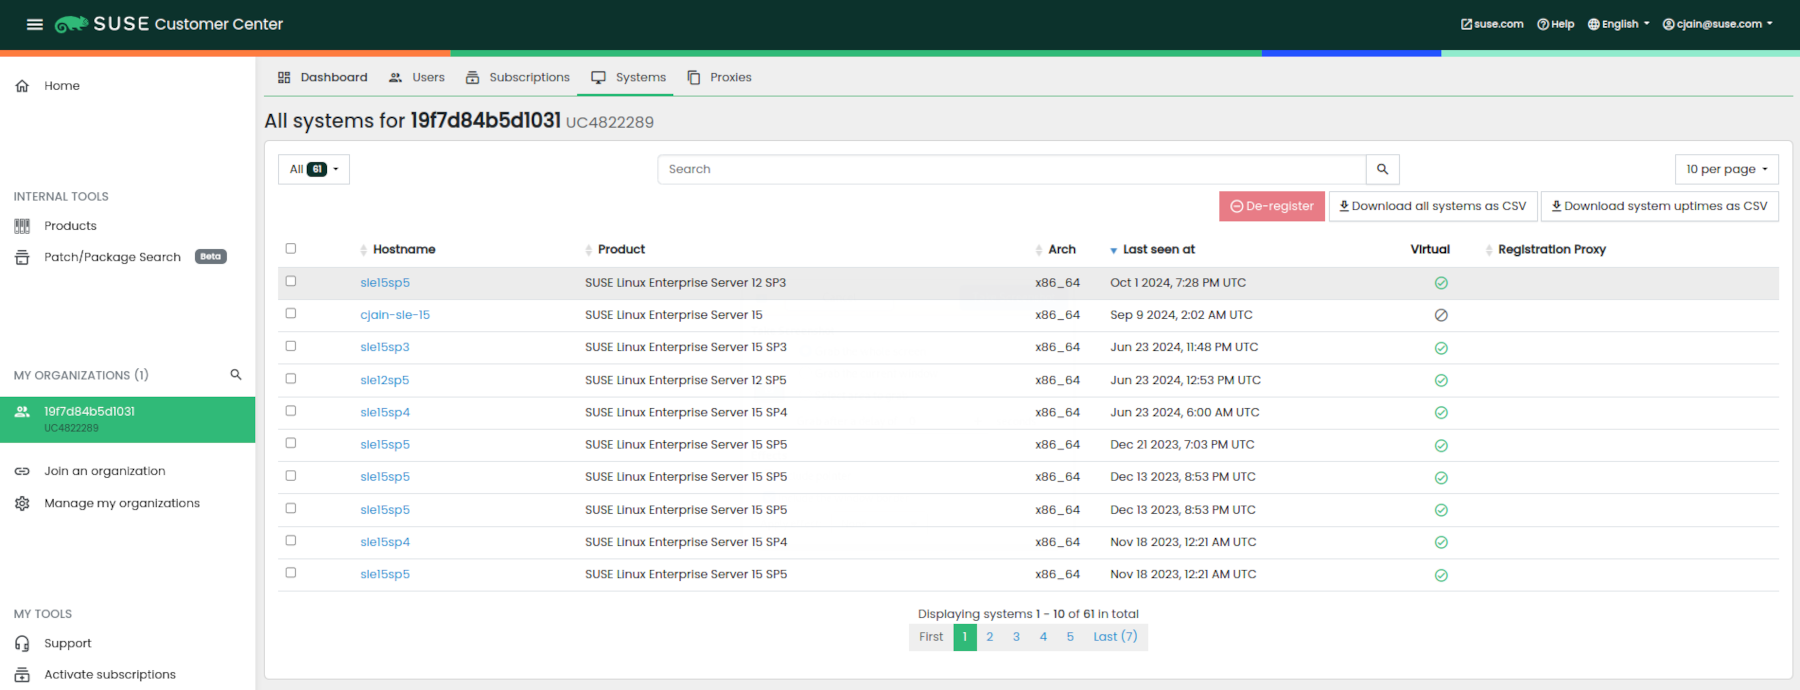 SUSE Customer Center
suse.com Help English cjain@suse.com
Home
INTERNAL TOOLS
Products
Patch/Package Search Beta
MY ORGANIZATIONS (1)
19f7d84b5d1031
UC4822289
Join an organization
Manage my organizations
MY TOOLS
Support
Activate subscriptions
Dashboard Users Subscriptions Systems Proxies
All systems for 19f7d84b5d1031 UC4822289
All 61 Search 10 per page
De-register Download all systems as CSV Download system uptimes as CSV
Hostname Product Arch Last seen at Virtual Registration Proxy
sle15sp5 SUSE Linux Enterprise Server 12 SP3 x86_64 Oct 1 2024, 7:28 PM UTC
cjain-sle-15 SUSE Linux Enterprise Server 15 x86_64 Sep 9 2024, 2:02 AM UTC
sle15sp3 SUSE Linux Enterprise Server 15 SP3 x86_64 Jun 23 2024, 11:48 PM UTC
sle12sp5 SUSE Linux Enterprise Server 12 SP5 x86_64 Jun 23 2024, 12:53 PM UTC
sle15sp4 SUSE Linux Enterprise Server 15 SP4 x86_64 Jun 23 2024, 6:00 AM UTC
sle15sp5 SUSE Linux Enterprise Server 15 SP5 x86_64 Dec 21 2023, 7:03 PM UTC
sle15sp5 SUSE Linux Enterprise Server 15 SP5 x86_64 Dec 13 2023, 8:53 PM UTC
sle15sp5 SUSE Linux Enterprise Server 15 SP5 x86_64 Dec 13 2023, 8:53 PM UTC
sle15sp4 SUSE Linux Enterprise Server 15 SP4 x86_64 Nov 18 2023, 12:21 AM UTC
sle15sp5 SUSE Linux Enterprise Server 15 SP5 x86_64 Nov 18 2023, 12:21 AM UTC
Displaying systems 1 - 10 of 61 in total
First 1 2 3 4 5 Last (7)